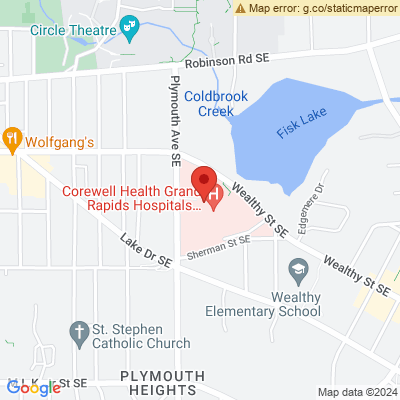 Map error: g.co/staticmaperror
Circle Theatre
Robinson Rd SE
Plymouth Ave SE
Coldbrook
Creek
Fisk Lake
Wolfgang's
Wealthy St SE
Corewell Health Grand
Rapids Hospitals...
H
Edgemere Dr
Lake Dr SE
Sherman St SE
Wealthy St SE
Wealthy
Elementary School
St. Stephen
Catholic Church
PLYMOUTH
HEIGHTS
St SE
Google
Map data ©2024